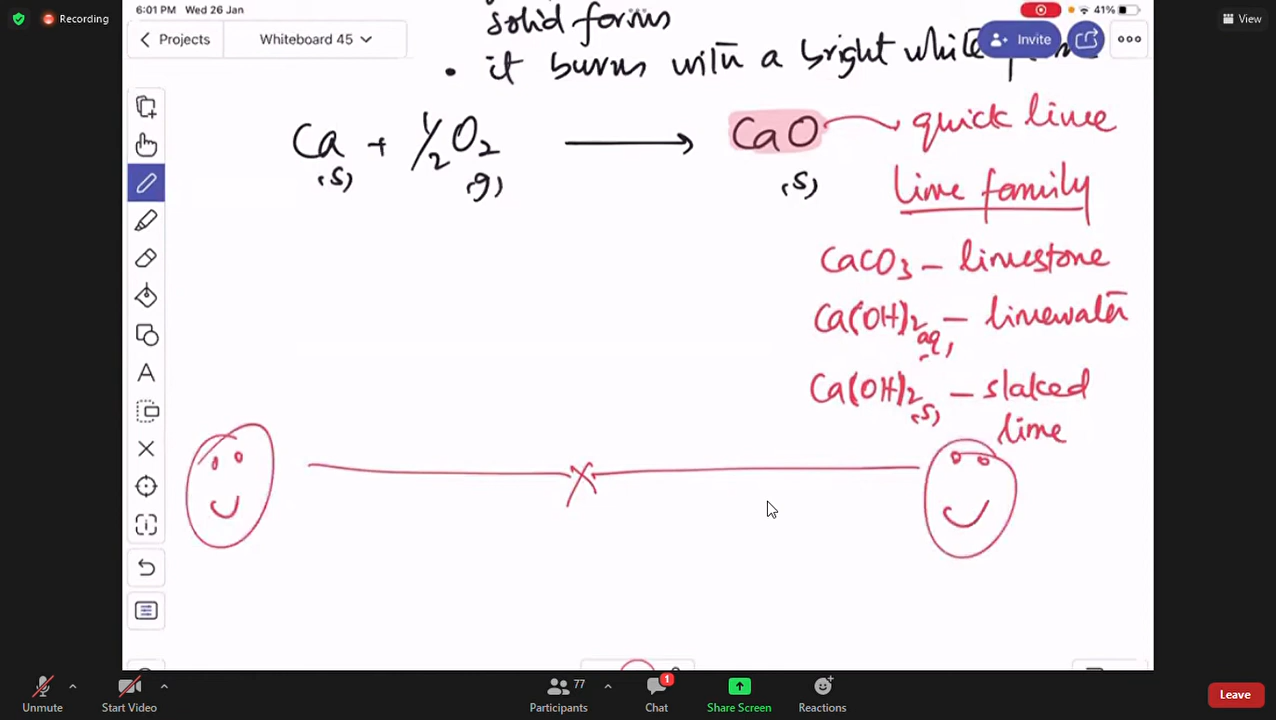 6:01 PM Wed 26 Jan
41%
Recording
View
Projects
Whiteboard 45
Invite
solid forms
• it burns with a bright white
Ca + 1/2 O2 → CaO quick lime
(s) (g) (s)
lime family
CaCO3 - limestone
Ca(OH)2 aq, - limewater
Ca(OH)2 (s) - slaked
lime
Unmute
Start Video
77
Participants
1
Chat
Share Screen
Reactions
Leave